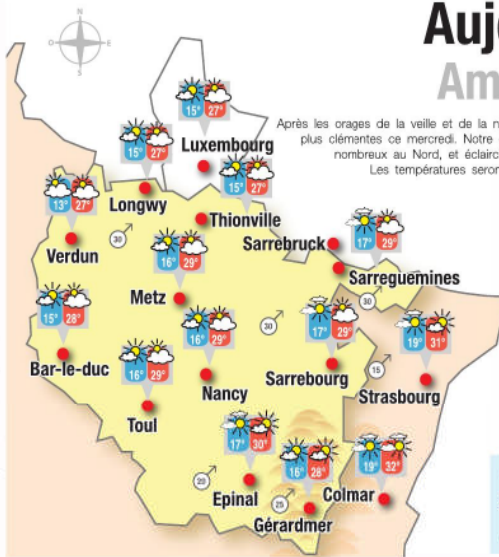 Auj
Am
Après les orages de la veille et de la
plus clémentes ce mercredi. Notre
nombreux au Nord, et éclairc
Les températures seron
N
O
E
S
15° 27°
Luxembourg
15° 27°
Longwy
15° 27°
Thionville
13° 27°
Verdun
30
17° 29°
Sarrebruck
16° 29°
Metz
Sarreguemines
30
15° 28°
Bar-le-duc
30
17° 29°
Sarrebourg
19° 31°
Strasbourg
15
16° 29°
Nancy
16° 29°
Toul
17° 30°
Epinal
20
16° 28°
Gérardmer
25
19° 32°
Colmar